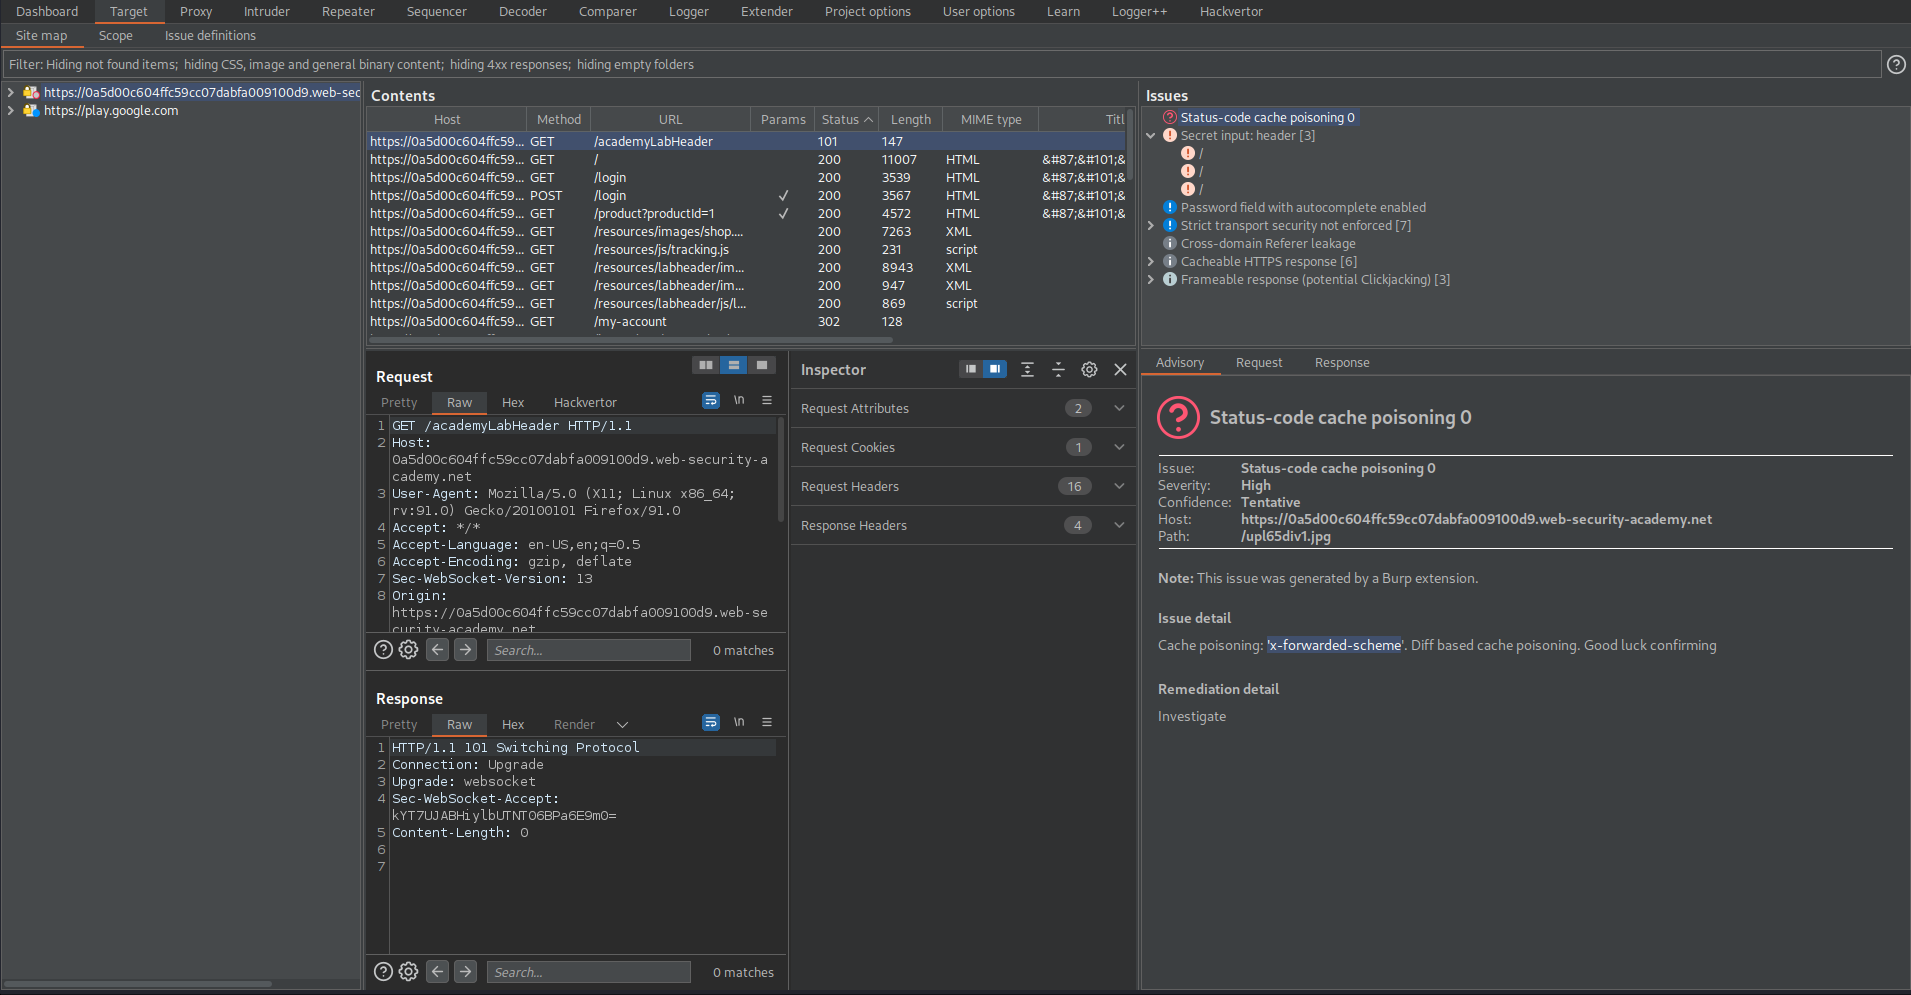 Dashboard Target Proxy Intruder Repeater Sequencer Decoder Comparer Logger Extender Project options User options Learn Logger++ Hackvertor
Site map Scope Issue definitions
Filter: Hiding not found items; hiding CSS, image and general binary content; hiding 4xx responses; hiding empty folders
https://0a5d00c604ffc59cc07dabfa009100d9.web-sec
https://play.google.com
Contents
Host Method URL Params Status Length MIME type Titl
https://0a5d00c604ffc59... GET /academyLabHeader 101 147
https://0a5d00c604ffc59... GET / 200 11007 HTML &#87;&#101;&
https://0a5d00c604ffc59... GET /login 200 3539 HTML &#87;&#101;&
https://0a5d00c604ffc59... POST /login ✓ 200 3567 HTML &#87;&#101;&
https://0a5d00c604ffc59... GET /product?productId=1 ✓ 200 4572 HTML &#87;&#101;&
https://0a5d00c604ffc59... GET /resources/images/shop.... 200 7263 XML
https://0a5d00c604ffc59... GET /resources/js/tracking.js 200 231 script
https://0a5d00c604ffc59... GET /resources/labheader/im... 200 8943 XML
https://0a5d00c604ffc59... GET /resources/labheader/im... 200 947 XML
https://0a5d00c604ffc59... GET /resources/labheader/js/l... 200 869 script
https://0a5d00c604ffc59... GET /my-account 302 128
Request
Pretty Raw Hex Hackvertor \n
1 GET /academyLabHeader HTTP/1.1
2 Host:
0a5d00c604ffc59cc07dabfa009100d9.web-security-a
cademy.net
3 User-Agent: Mozilla/5.0 (X11; Linux x86_64;
rv:91.0) Gecko/20100101 Firefox/91.0
4 Accept: */*
5 Accept-Language: en-US,en;q=0.5
6 Accept-Encoding: gzip, deflate
7 Sec-WebSocket-Version: 13
8 Origin:
https://0a5d00c604ffc59cc07dabfa009100d9.web-se
curity-academy.net
Search... 0 matches
Response
Pretty Raw Hex Render \n
1 HTTP/1.1 101 Switching Protocol
2 Connection: Upgrade
3 Upgrade: websocket
4 Sec-WebSocket-Accept:
kYT7UJABHiylbUTNT06BPa6E9m0=
5 Content-Length: 0
6
7
Search... 0 matches
Inspector
Request Attributes 2
Request Cookies 1
Request Headers 16
Response Headers 4
Issues
Status-code cache poisoning 0
Secret input: header [3]
/
/
/
Password field with autocomplete enabled
Strict transport security not enforced [7]
Cross-domain Referer leakage
Cacheable HTTPS response [6]
Frameable response (potential Clickjacking) [3]
Advisory Request Response
Status-code cache poisoning 0
Issue: Status-code cache poisoning 0
Severity: High
Confidence: Tentative
Host: https://0a5d00c604ffc59cc07dabfa009100d9.web-security-academy.net
Path: /upl65div1.jpg
Note: This issue was generated by a Burp extension.
Issue detail
Cache poisoning: 'x-forwarded-scheme'. Diff based cache poisoning. Good luck confirming
Remediation detail
Investigate